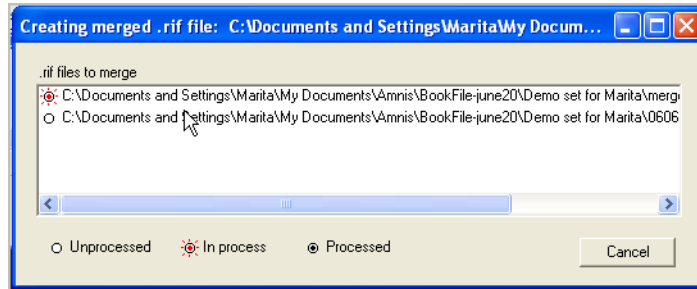 Creating merged .rif file: C:\Documents and Settings\Marita\My Docum...
.rif files to merge
C:\Documents and Settings\Marita\My Documents\Amnis\BookFile-june20\Demo set for Marita\merg
C:\Documents and Settings\Marita\My Documents\Amnis\BookFile-june20\Demo set for Marita\0606
Unprocessed In process Processed Cancel